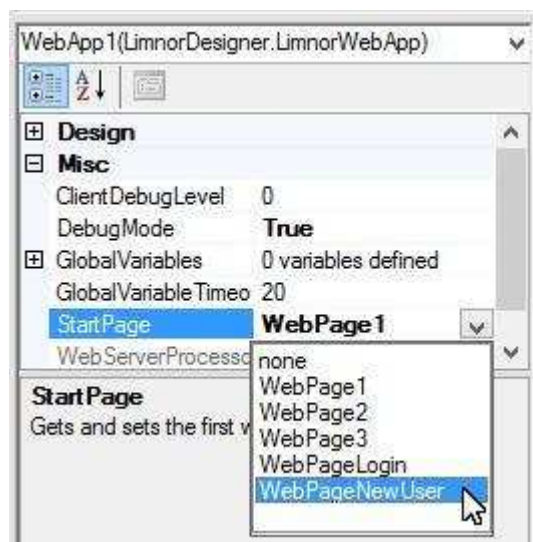 WebApp1(LimnorDesigner.LimnorWebApp)
A
Z
Design
Misc
ClientDebugLevel 0
DebugMode True
GlobalVariables 0 variables defined
GlobalVariableTimeo 20
StartPage WebPage1
WebServerProcesso
none
WebPage1
StartPage
WebPage2
Gets and sets the first w
WebPage3
WebPageLogin
WebPageNewUser